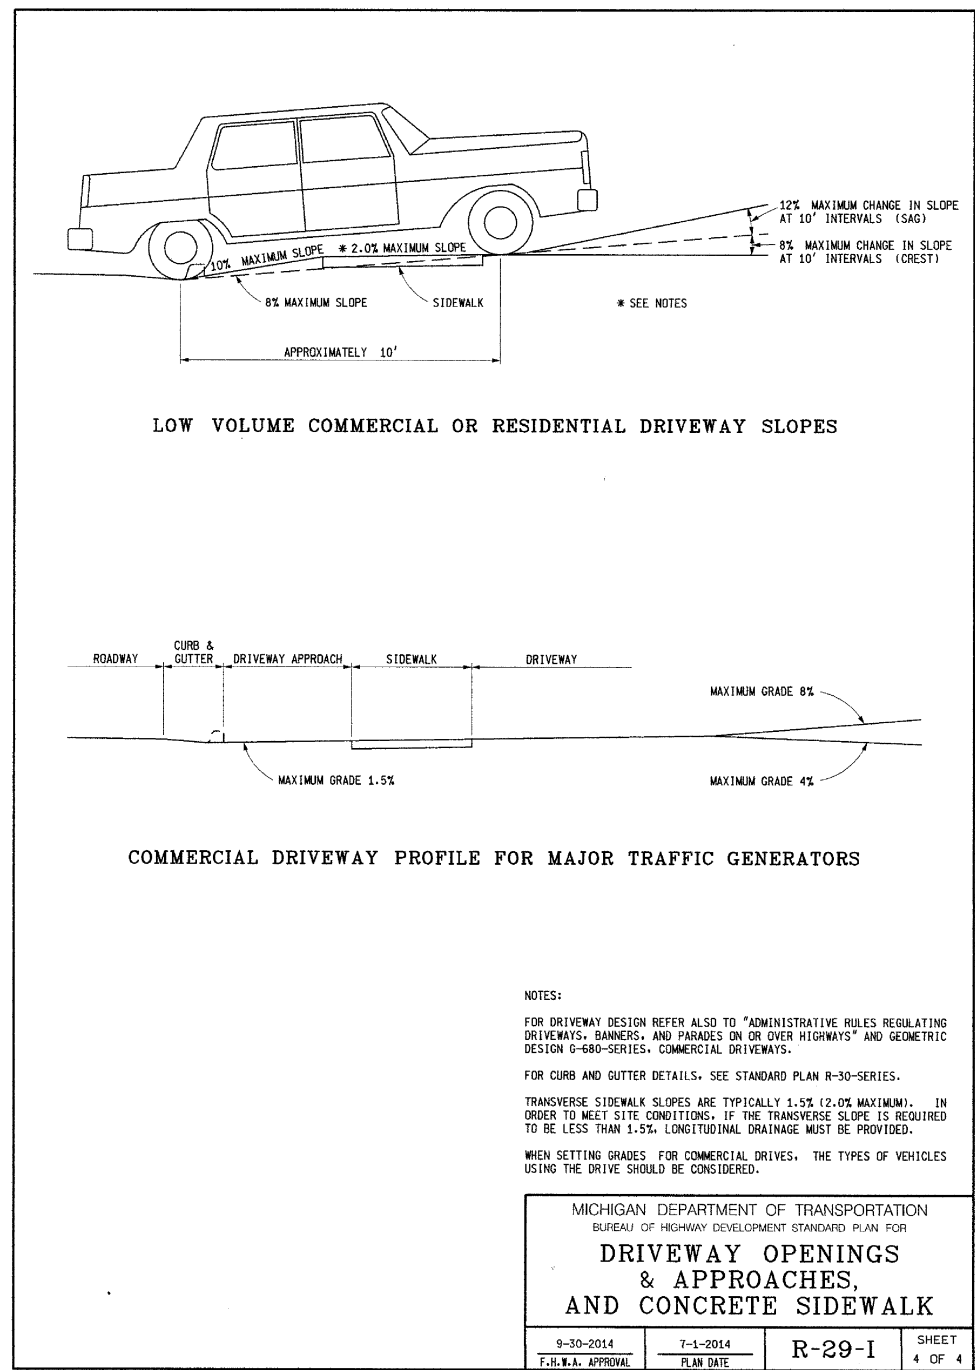 12% MAXIMUM CHANGE IN SLOPE
AT 10' INTERVALS (SAG)
8% MAXIMUM CHANGE IN SLOPE
AT 10' INTERVALS (CREST)
10% MAXIMUM SLOPE
* 2.0% MAXIMUM SLOPE
8% MAXIMUM SLOPE
SIDEWALK
* SEE NOTES
APPROXIMATELY 10'
LOW VOLUME COMMERCIAL OR RESIDENTIAL DRIVEWAY SLOPES
ROADWAY
CURB &
GUTTER
DRIVEWAY APPROACH
SIDEWALK
DRIVEWAY
MAXIMUM GRADE 8%
MAXIMUM GRADE 1.5%
MAXIMUM GRADE 4%
COMMERCIAL DRIVEWAY PROFILE FOR MAJOR TRAFFIC GENERATORS
NOTES:
FOR DRIVEWAY DESIGN REFER ALSO TO "ADMINISTRATIVE RULES REGULATING
DRIVEWAYS, BANNERS, AND PARADES ON OR OVER HIGHWAYS" AND GEOMETRIC
DESIGN G-680-SERIES, COMMERCIAL DRIVEWAYS.
FOR CURB AND GUTTER DETAILS, SEE STANDARD PLAN R-30-SERIES.
TRANSVERSE SIDEWALK SLOPES ARE TYPICALLY 1.5% (2.0% MAXIMUM). IN
ORDER TO MEET SITE CONDITIONS, IF THE TRANSVERSE SLOPE IS REQUIRED
TO BE LESS THAN 1.5%, LONGITUDINAL DRAINAGE MUST BE PROVIDED.
WHEN SETTING GRADES FOR COMMERCIAL DRIVES, THE TYPES OF VEHICLES
USING THE DRIVE SHOULD BE CONSIDERED.
MICHIGAN DEPARTMENT OF TRANSPORTATION
BUREAU OF HIGHWAY DEVELOPMENT STANDARD PLAN FOR
DRIVEWAY OPENINGS
& APPROACHES,
AND CONCRETE SIDEWALK
9-30-2014
F.H.W.A. APPROVAL
7-1-2014
PLAN DATE
R-29-I
SHEET
4 OF 4